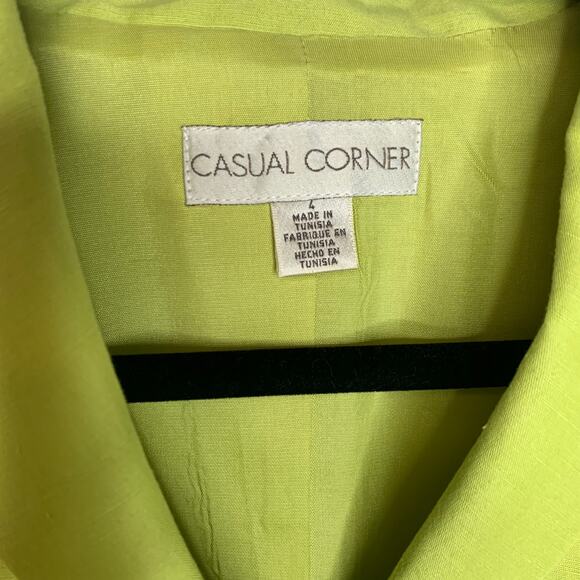 CASUAL CORNER
4
MADE IN
TUNISIA
FABRIQUE EN
TUNISIA
HECHO EN
TUNISIA